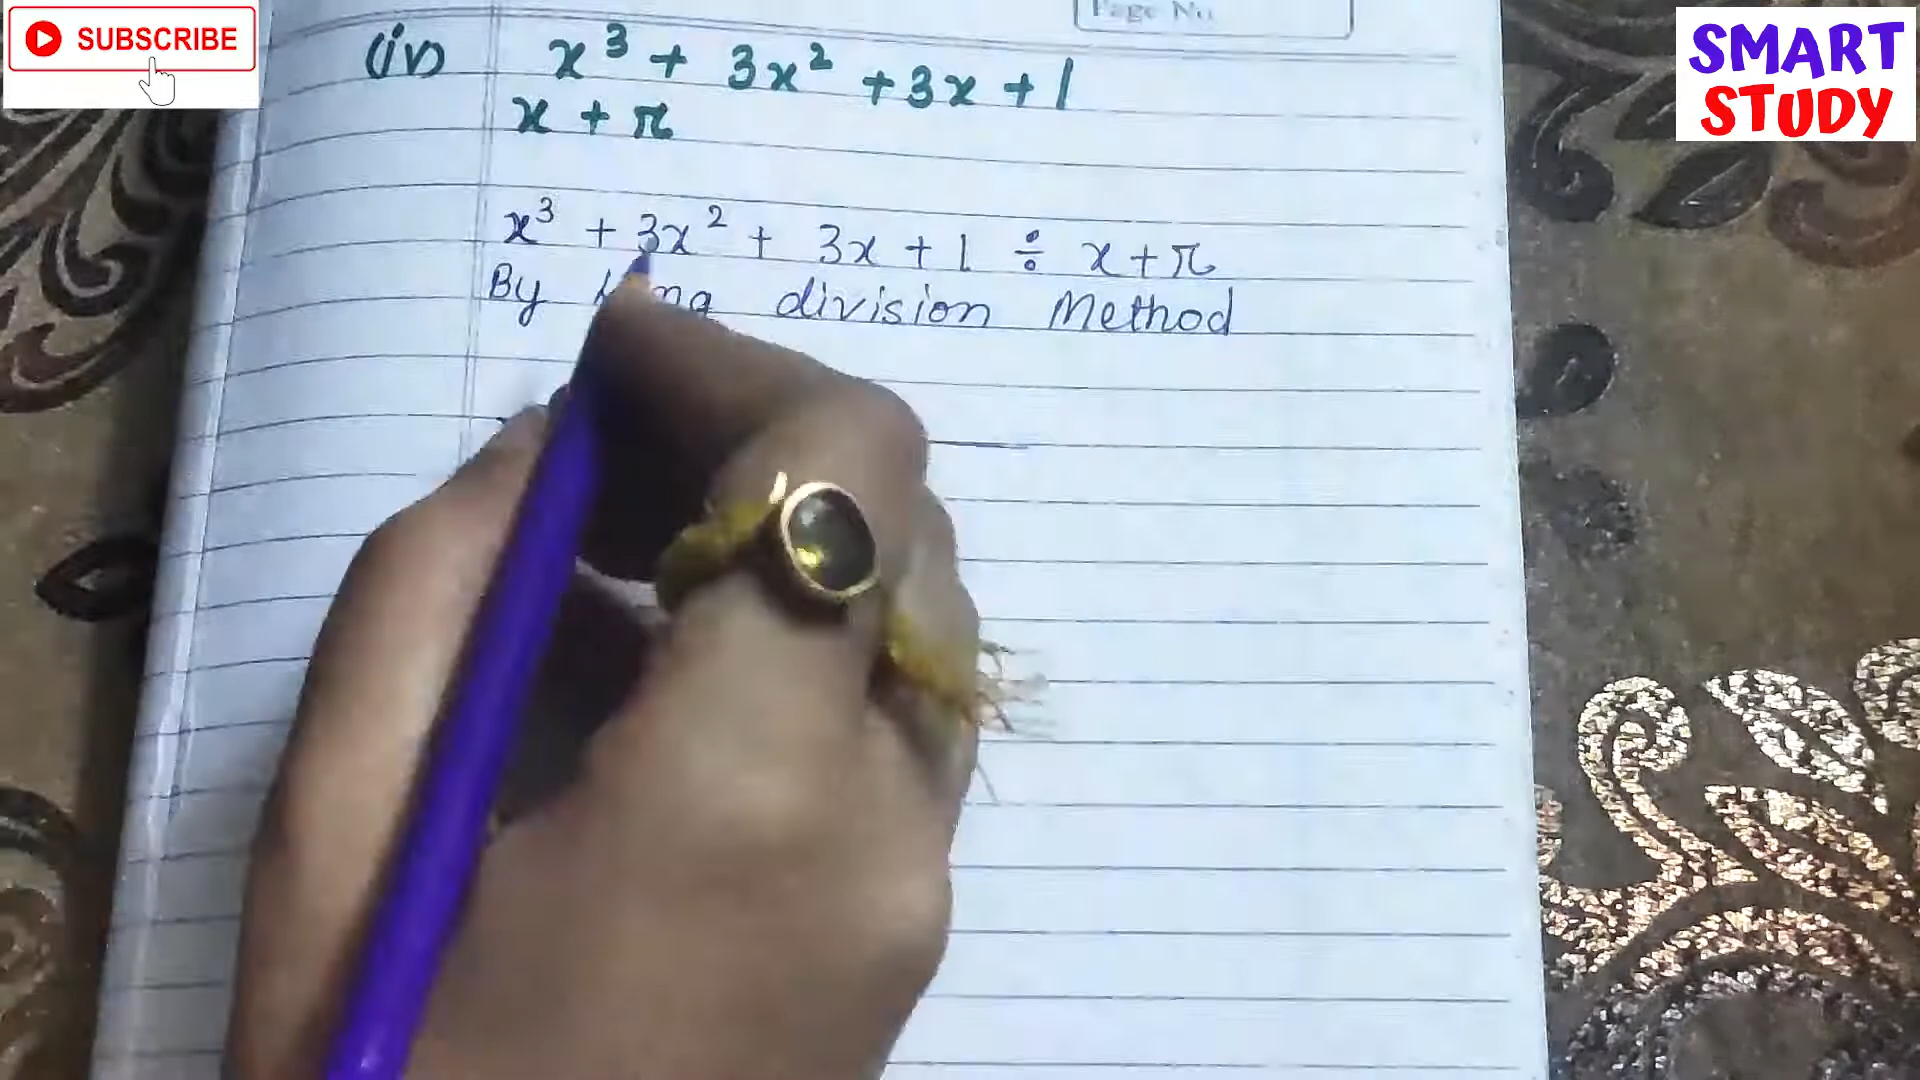 SUBSCRIBE
SMART
STUDY
Page No.
(iv) x³ + 3x² + 3x + 1
x + π
x³ + 3x² + 3x + 1 ÷ x + π
By division Method